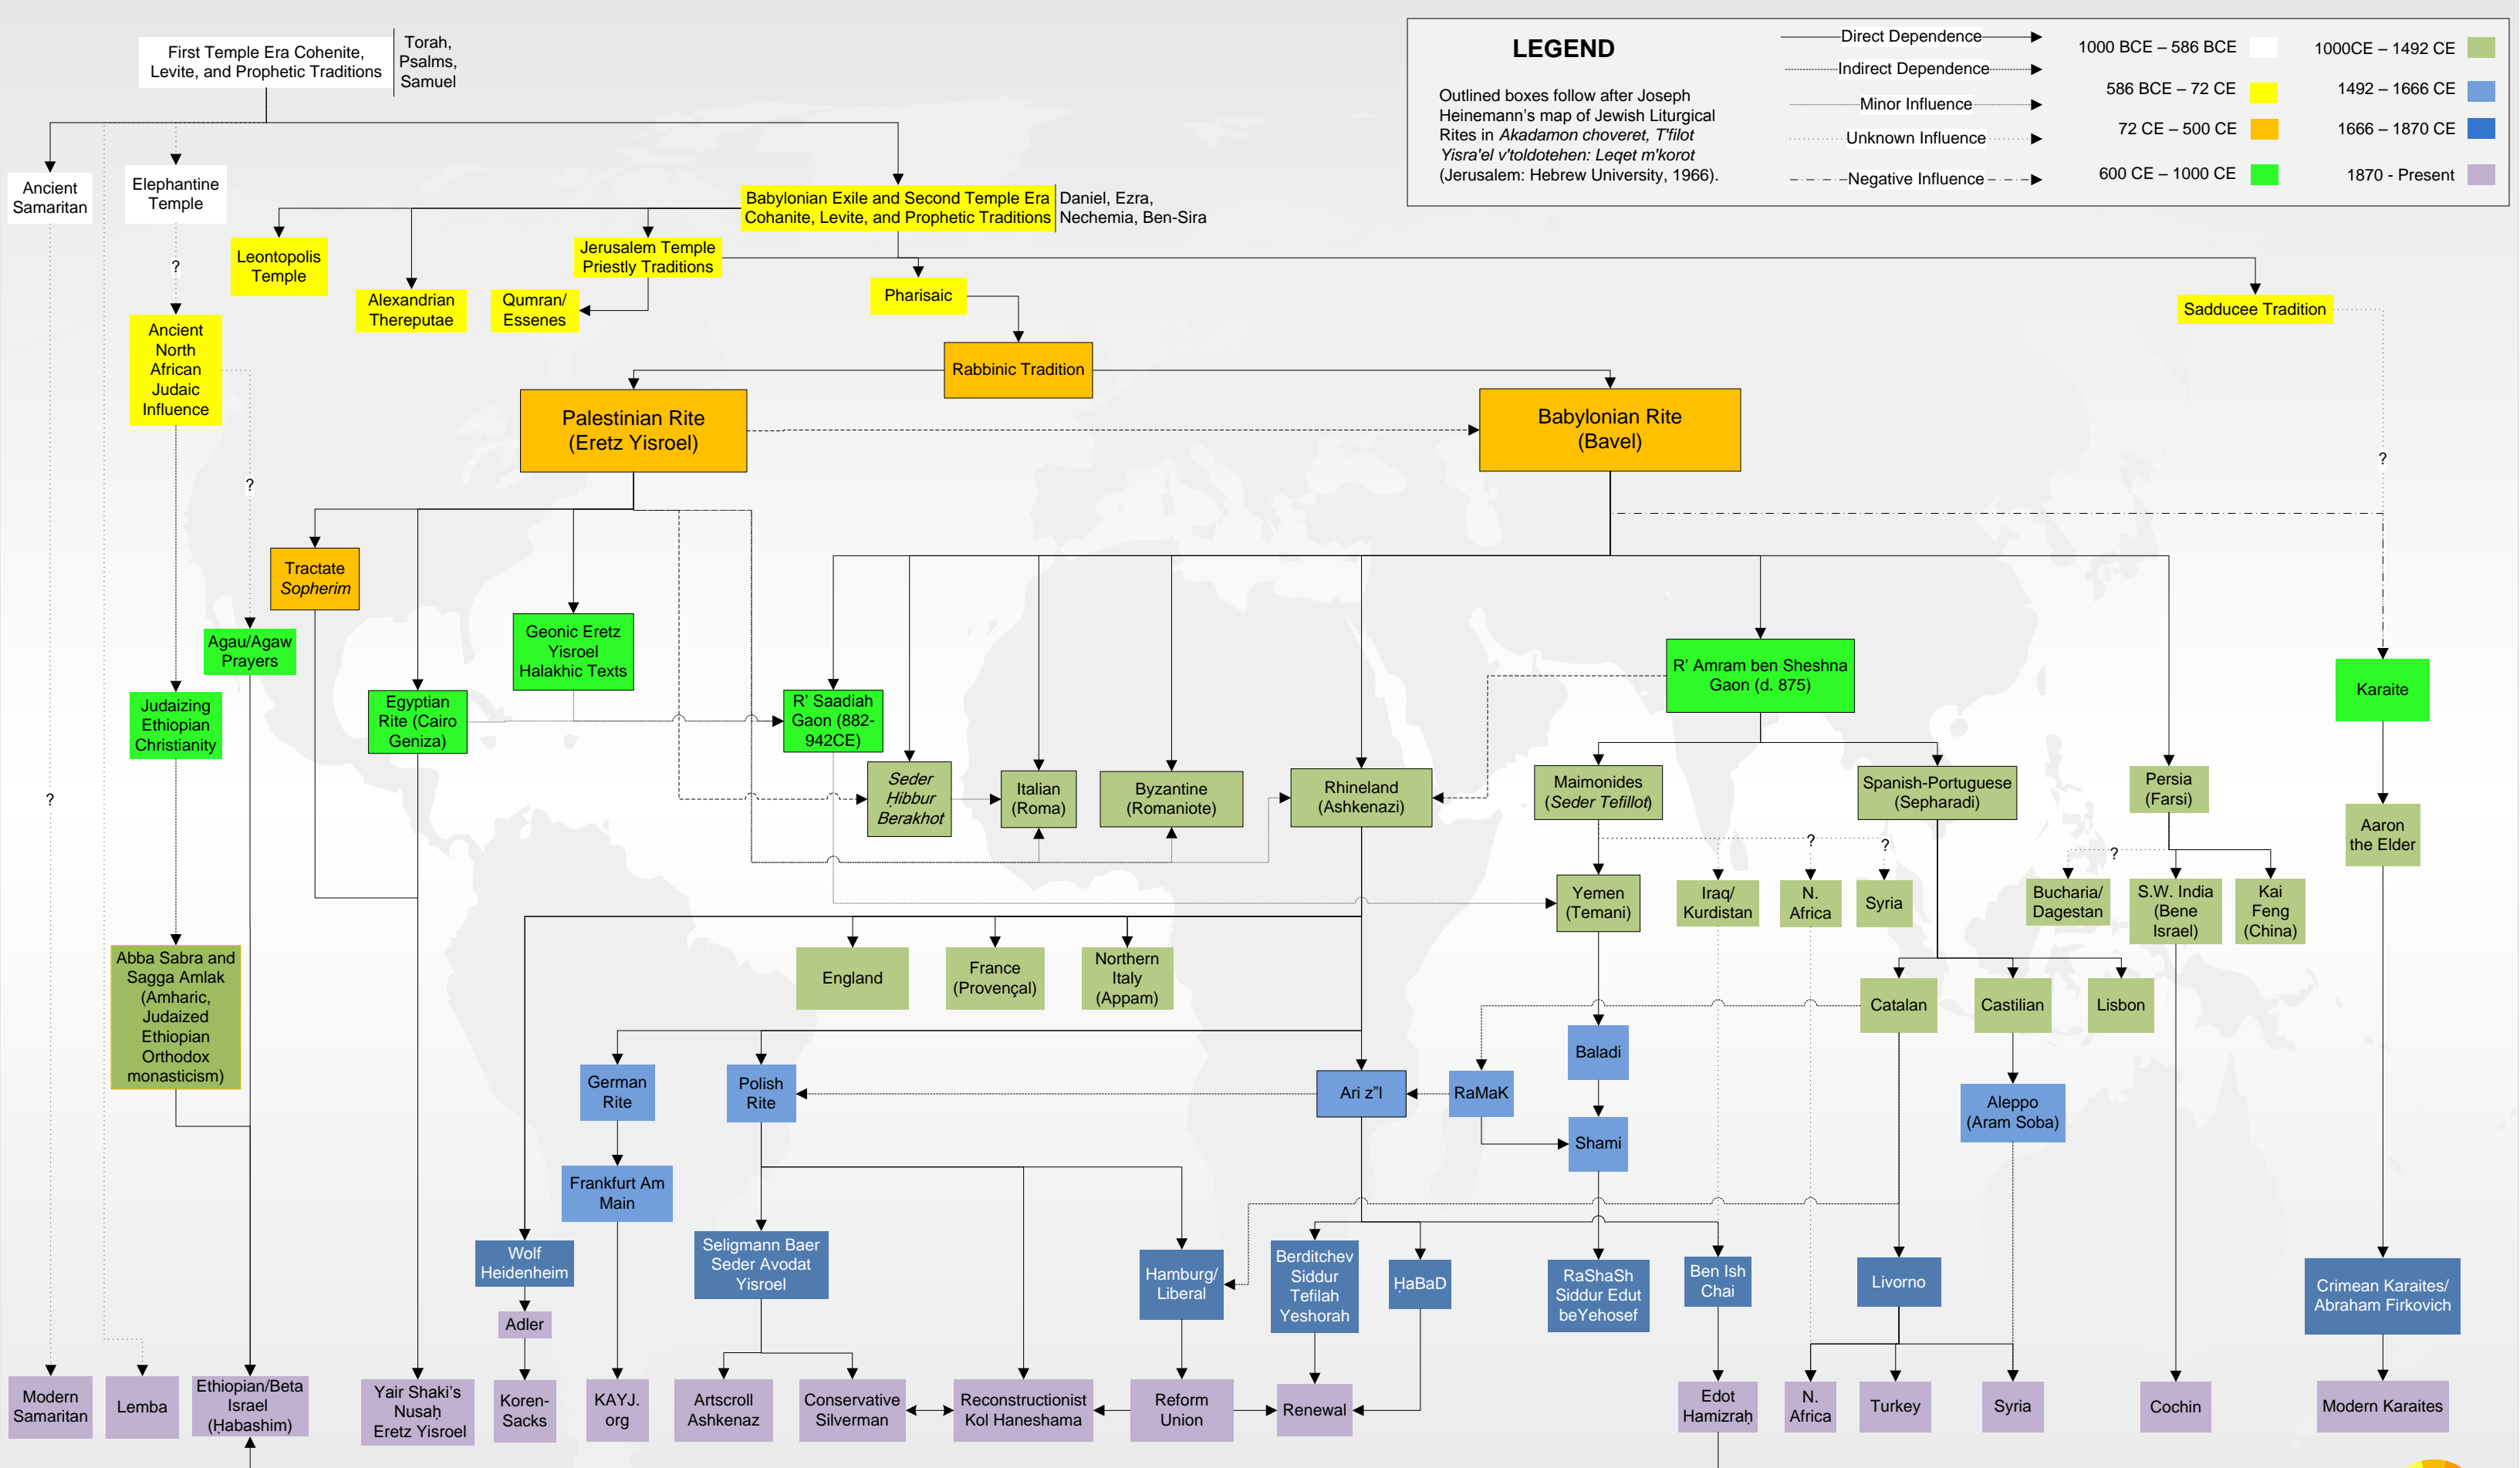 First Temple Era Cohenite,
Levite, and Prophetic Traditions
Torah,
Psalms,
Samuel
LEGEND
Outlined boxes follow after Joseph
Heinemann's map of Jewish Liturgical
Rites in Akadamon choveret, T'filot
Yisra'el v'toldotehen: Leqet m'korot
(Jerusalem: Hebrew University, 1966).
Direct Dependence
Indirect Dependence
Minor Influence
Unknown Influence
Negative Influence
1000 BCE – 586 BCE
586 BCE – 72 CE
72 CE – 500 CE
600 CE – 1000 CE
1000CE – 1492 CE
1492 – 1666 CE
1666 – 1870 CE
1870 - Present
Ancient
Samaritan
Elephantine
Temple
Babylonian Exile and Second Temple Era
Cohanite, Levite, and Prophetic Traditions
Daniel, Ezra,
Nechemia, Ben-Sira
Leontopolis
Temple
Jerusalem Temple
Priestly Traditions
?
Alexandrian
Thereputae
Qumran/
Essenes
Pharisaic
Sadducee Tradition
Ancient
North
African
Judaic
Influence
Rabbinic Tradition
Palestinian Rite
(Eretz Yisroel)
Babylonian Rite
(Bavel)
?
?
Tractate
Sopherim
Agau/Agaw
Prayers
Geonic Eretz
Yisroel
Halakhic Texts
R' Amram ben Sheshna
Gaon (d. 875)
Karaite
Judaizing
Ethiopian
Christianity
Egyptian
Rite (Cairo
Geniza)
R' Saadiah
Gaon (882-
942CE)
Seder
Ḥibbur
Berakhot
Italian
(Roma)
Byzantine
(Romaniote)
Rhineland
(Ashkenazi)
Maimonides
(Seder Tefillot)
Spanish-Portuguese
(Sepharadi)
Persia
(Farsi)
Aaron
the Elder
?
?
?
?
Yemen
(Temani)
Iraq/
Kurdistan
N.
Africa
Syria
Bucharia/
Dagestan
S.W. India
(Bene
Israel)
Kai
Feng
(China)
Abba Sabra and
Sagga Amlak
(Amharic,
Judaized
Ethiopian
Orthodox
monasticism)
England
France
(Provençal)
Northern
Italy
(Appam)
Catalan
Castilian
Lisbon
German
Rite
Polish
Rite
Ari z"l
RaMaK
Baladi
Aleppo
(Aram Soba)
Shami
Frankfurt Am
Main
Wolf
Heidenheim
Seligmann Baer
Seder Avodat
Yisroel
Hamburg/
Liberal
Berditchev
Siddur
Tefilah
Yeshorah
ḤaBaD
RaShaSh
Siddur Edut
beYehosef
Ben Ish
Chai
Livorno
Crimean Karaites/
Abraham Firkovich
Adler
Modern
Samaritan
Lemba
Ethiopian/Beta
Israel
(Ḥabashim)
Yair Shaki's
Nusaḥ
Eretz Yisroel
Koren-
Sacks
KAYJ.
org
Artscroll
Ashkenaz
Conservative
Silverman
Reconstructionist
Kol Haneshama
Reform
Union
Renewal
Edot
Hamizraḥ
N.
Africa
Turkey
Syria
Cochin
Modern Karaites